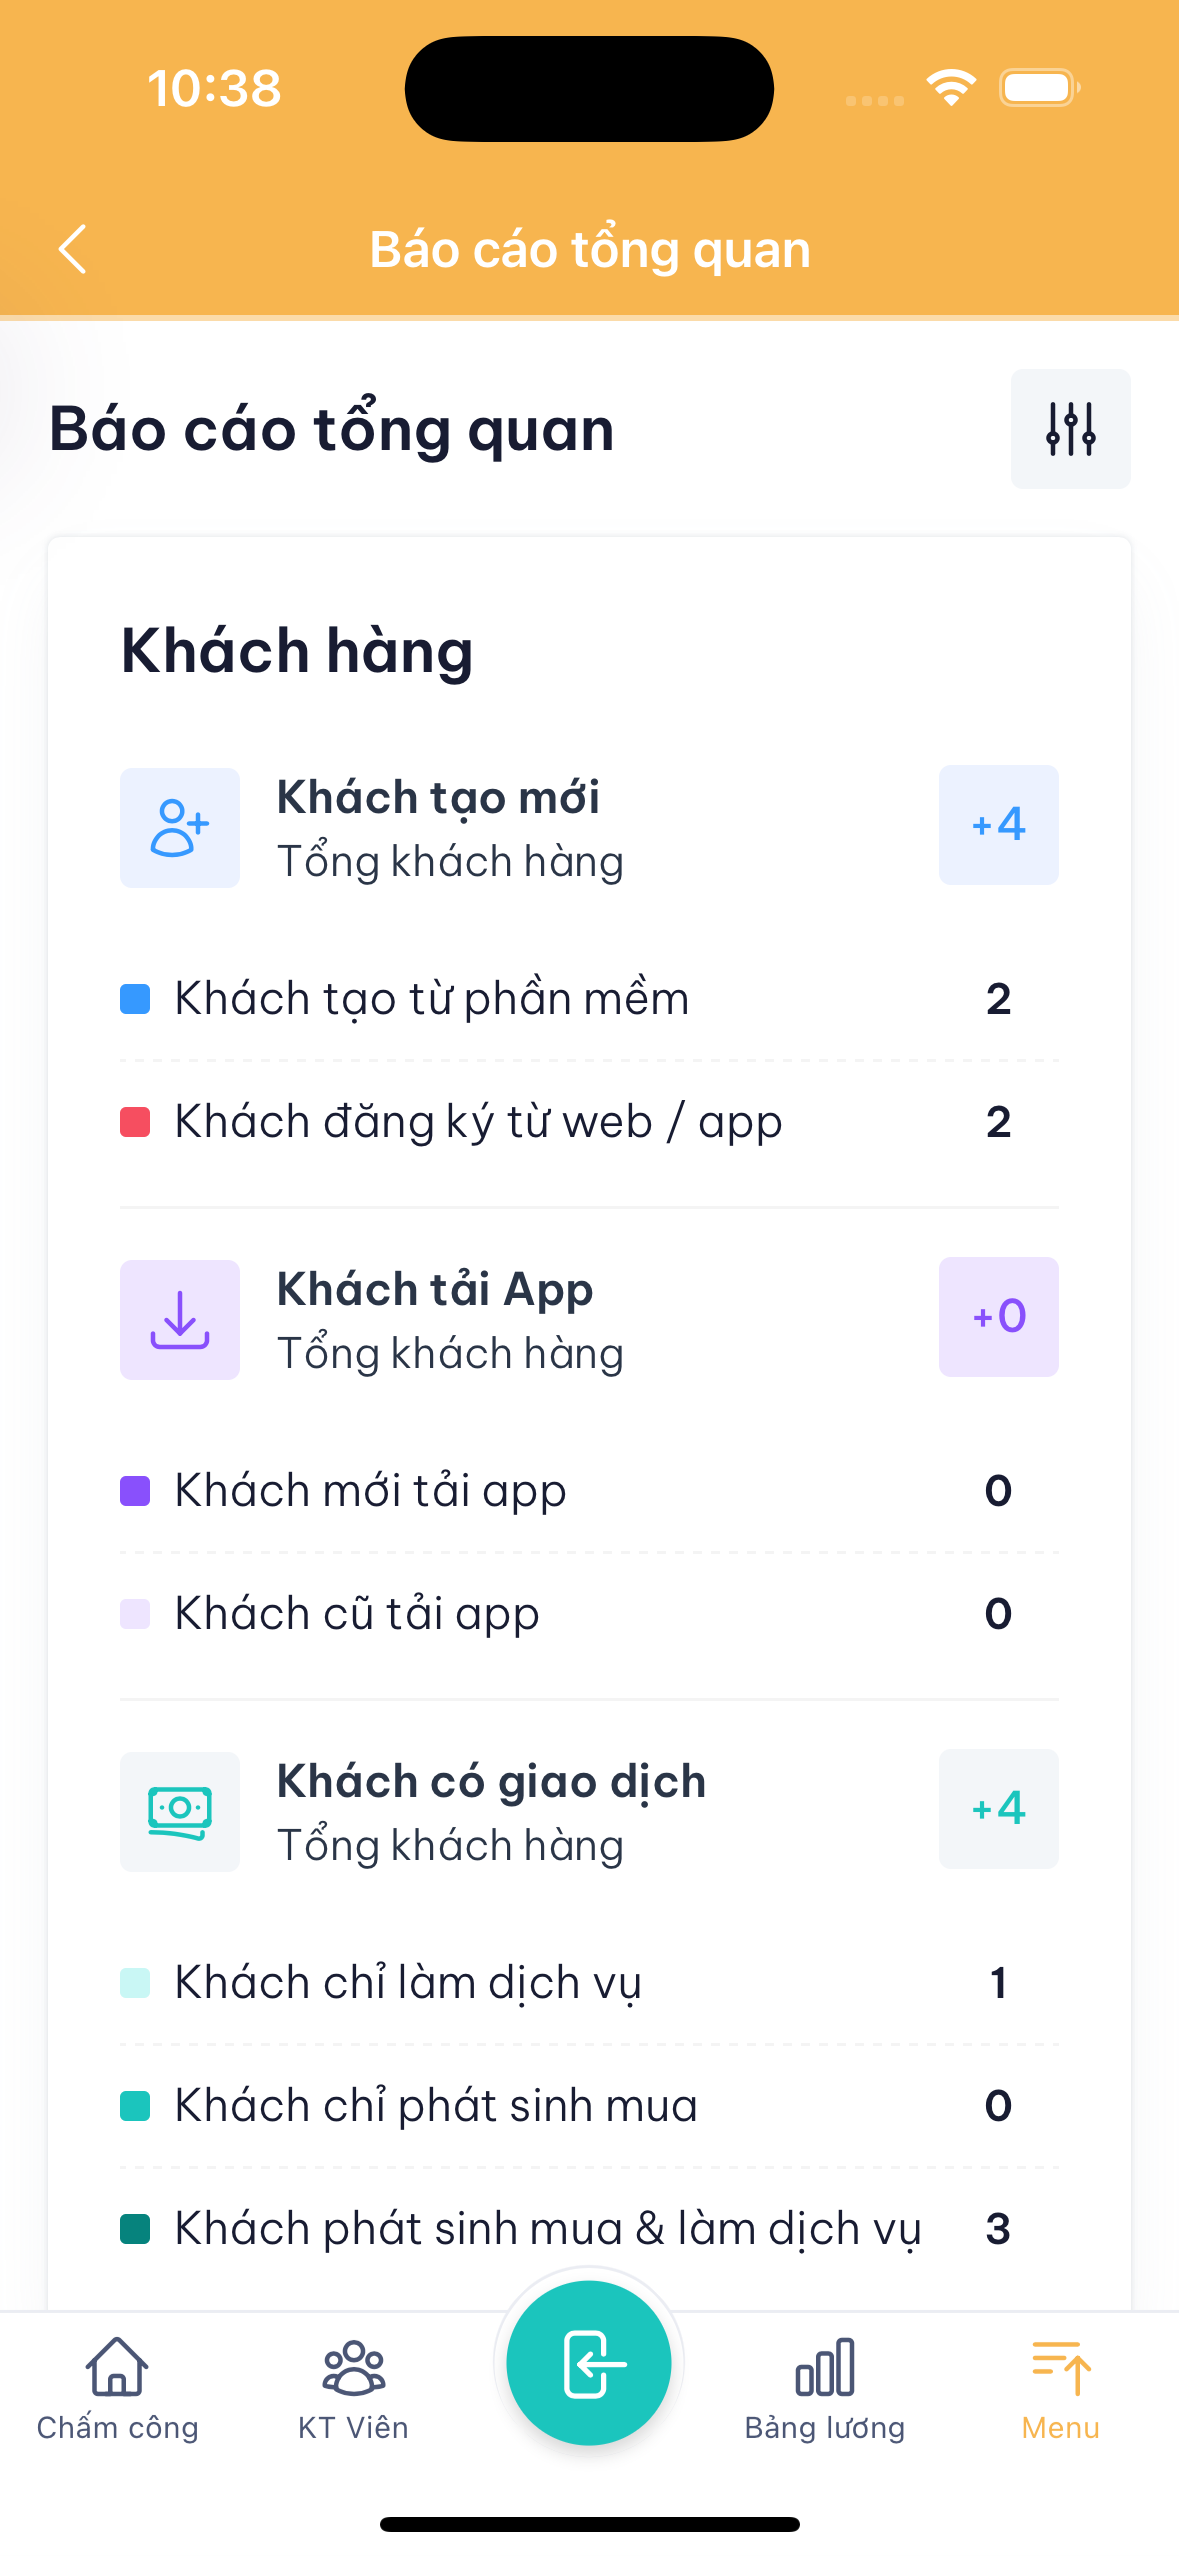 10:38
Báo cáo tổng quan
Báo cáo tổng quan
Khách hàng
Khách tạo mới
+4
Tổng khách hàng
Khách tạo từ phần mềm 2
Khách đăng ký từ web / app 2
Khách tải App
+0
Tổng khách hàng
Khách mới tải app 0
Khách cũ tải app 0
Khách có giao dịch
+4
Tổng khách hàng
Khách chỉ làm dịch vụ 1
Khách chỉ phát sinh mua 0
Khách phát sinh mua & làm dịch vụ 3
Chấm công KT Viên Bảng lương Menu